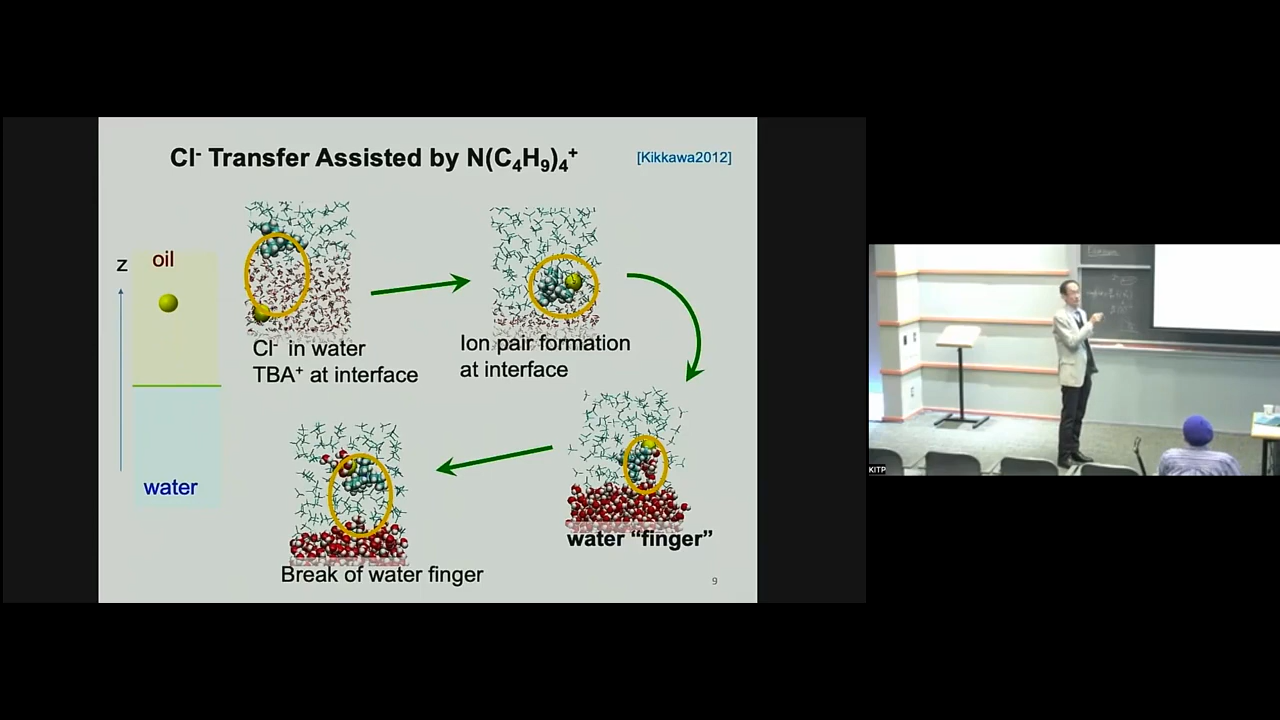 Cl⁻ Transfer Assisted by N(C₄H₉)₄⁺
[Kikkawa2012]
z
oil
water
Cl⁻ in water
TBA⁺ at interface
Ion pair formation
at interface
water “finger”
Break of water finger
9
KITP